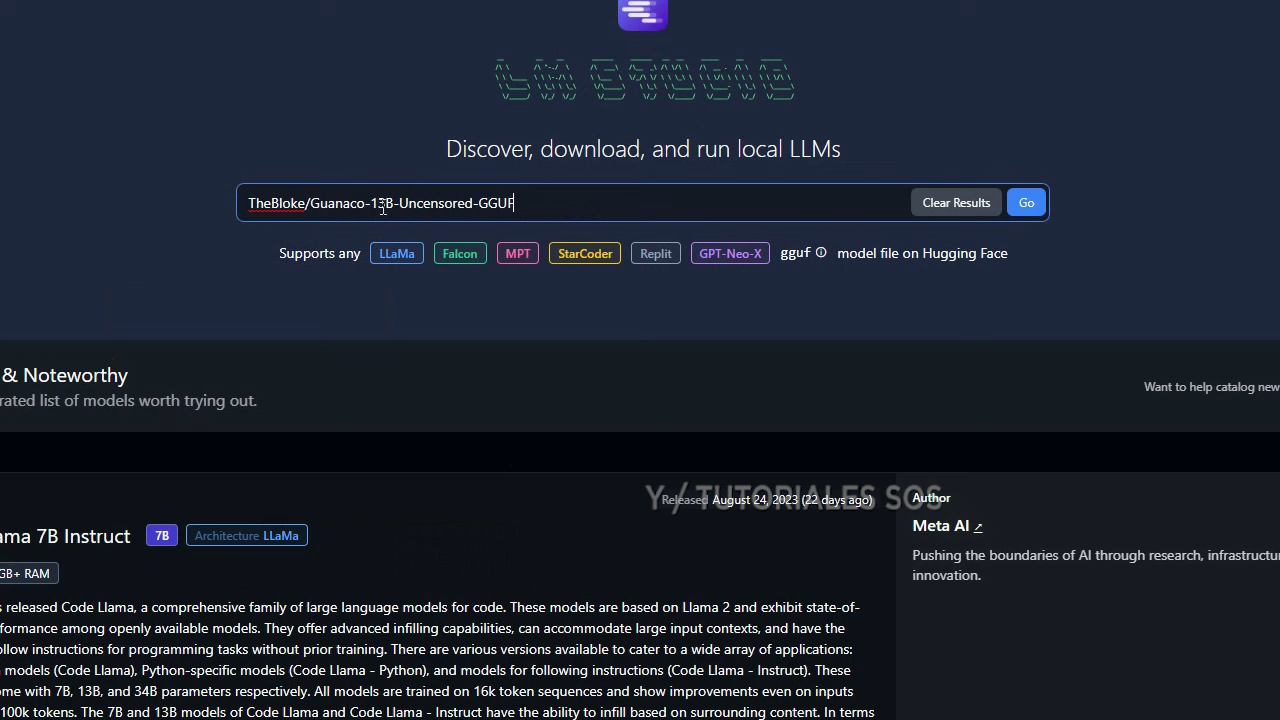 LM STUDIO
Discover, download, and run local LLMs
TheBloke/Guanaco-13B-Uncensored-GGUF
Clear Results
Go
Supports any LLaMa Falcon MPT StarCoder Replit GPT-Neo-X gguf model file on Hugging Face
& Noteworthy
rated list of models worth trying out.
Want to help catalog new
Y/ TUTORIALES SOS
Released August 24, 2023 (22 days ago)
ama 7B Instruct 7B Architecture LLaMa
GB+ RAM
s released Code Llama, a comprehensive family of large language models for code. These models are based on Llama 2 and exhibit state-of-
formance among openly available models. They offer advanced infilling capabilities, can accommodate large input contexts, and have the
ollow instructions for programming tasks without prior training. There are various versions available to cater to a wide array of applications:
models (Code Llama), Python-specific models (Code Llama - Python), and models for following instructions (Code Llama - Instruct). These
ome with 7B, 13B, and 34B parameters respectively. All models are trained on 16k token sequences and show improvements even on inputs
100k tokens. The 7B and 13B models of Code Llama and Code Llama - Instruct have the ability to infill based on surrounding content. In terms
Author
Meta AI
Pushing the boundaries of AI through research, infrastructu
innovation.